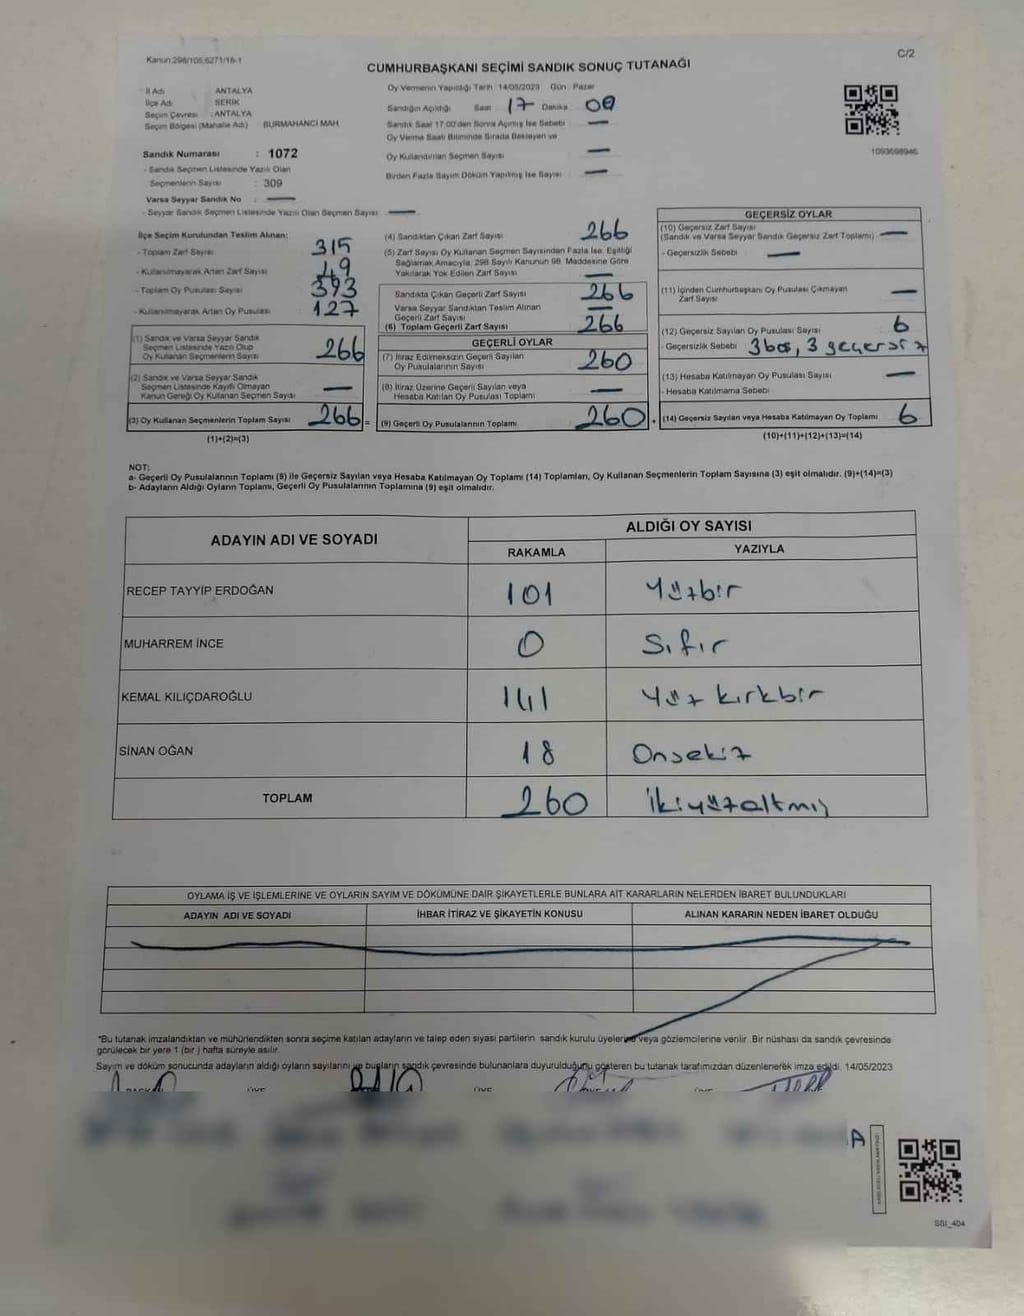 Kanun:298/105,6271/18-1
C/2
CUMHURBAŞKANI SEÇİMİ SANDIK SONUÇ TUTANAĞI
İl Adı : ANTALYA
İlçe Adı : SERİK
Seçim Çevresi : ANTALYA
Seçim Bölgesi (Mahalle Adı) : BURMAHANCI MAH.
Sandık Numarası : 1072
- Sandık Seçmen Listesinde Yazılı Olan
Seçmenlerin Sayısı : 309
Varsa Seyyar Sandık No : —
- Seyyar Sandık Seçmen Listesinde Yazılı Olan Seçmen Sayısı : —
Oy Vermenin Yapıldığı Tarih : 14/05/2023 Gün : Pazar
Sandığın Açıldığı Saat : 17 Dakika : 00
Sandık Saat 17.00'den Sonra Açılmış İse Sebebi : —
Oy Verme Saati Bitiminde Sırada Bekleyen ve
Oy Kullandırılan Seçmen Sayısı : —
Birden Fazla Sayım Döküm Yapılmış İse Sayısı : —
1093698946
İlçe Seçim Kurulundan Teslim Alınan:
- Toplam Zarf Sayısı : 315
- Kullanılmayarak Artan Zarf Sayısı : 49
- Toplam Oy Pusulası Sayısı : 393
- Kullanılmayarak Artan Oy Pusulası : 127
(1) Sandık ve Varsa Seyyar Sandık
Seçmen Listesinde Yazılı Olup
Oy Kullanan Seçmenlerin Sayısı : 266
(2) Sandık ve Varsa Seyyar Sandık
Seçmen Listesinde Kayıtlı Olmayan
Kanun Gereği Oy Kullanan Seçmen Sayısı : —
(3) Oy Kullanan Seçmenlerin Toplam Sayısı : 266 =
(1)+(2)=(3)
(4) Sandıktan Çıkan Zarf Sayısı : 266
(5) Zarf Sayısı Oy Kullanan Seçmen Sayısından Fazla İse, Eşitliği
Sağlamak Amacıyla, 298 Sayılı Kanunun 98. Maddesine Göre
Yakılarak Yok Edilen Zarf Sayısı : —
Sandıkta Çıkan Geçerli Zarf Sayısı : 266
Varsa Seyyar Sandıktan Teslim Alınan
Geçerli Zarf Sayısı : —
(6) Toplam Geçerli Zarf Sayısı : 266
GEÇERLİ OYLAR
(7) İtiraz Edilmeksizin Geçerli Sayılan
Oy Pusulalarının Sayısı : 260
(8) İtiraz Üzerine Geçerli Sayılan veya
Hesaba Katılan Oy Pusulası Toplamı : —
(9) Geçerli Oy Pusulalarının Toplamı : 260 +
GEÇERSİZ OYLAR
(10) Geçersiz Zarf Sayısı
(Sandık ve Varsa Seyyar Sandık Geçersiz Zarf Toplamı) : —
- Geçersizlik Sebebi : —
(11) İçinden Cumhurbaşkanı Oy Pusulası Çıkmayan
Zarf Sayısı : —
(12) Geçersiz Sayılan Oy Pusulası Sayısı : 6
- Geçersizlik Sebebi : 3 boş, 3 geçersiz
(13) Hesaba Katılmayan Oy Pusulası Sayısı : —
- Hesaba Katılmama Sebebi :
(14) Geçersiz Sayılan veya Hesaba Katılmayan Oy Toplamı : 6
(10)+(11)+(12)+(13)=(14)
NOT:
a- Geçerli Oy Pusulalarının Toplamı (9) ile Geçersiz Sayılan veya Hesaba Katılmayan Oy Toplamı (14) Toplamları, Oy Kullanan Seçmenlerin Toplam Sayısına (3) eşit olmalıdır. (9)+(14)=(3)
b- Adayların Aldığı Oyların Toplamı, Geçerli Oy Pusulalarının Toplamına (9) eşit olmalıdır.
ADAYIN ADI VE SOYADI ALDIĞI OY SAYISI
RAKAMLA YAZIYLA
RECEP TAYYİP ERDOĞAN 101 Yüzbir
MUHARREM İNCE 0 Sıfır
KEMAL KILIÇDAROĞLU 141 Yüz kırkbir
SİNAN OĞAN 18 Onsekiz
TOPLAM 260 İkiyüzaltmış
OYLAMA İŞ VE İŞLEMLERİNE VE OYLARIN SAYIM VE DÖKÜMÜNE DAİR ŞİKAYETLERLE BUNLARA AİT KARARLARIN NELERDEN İBARET BULUNDUKLARI
ADAYIN ADI VE SOYADI İHBAR İTİRAZ VE ŞİKAYETİN KONUSU ALINAN KARARIN NEDEN İBARET OLDUĞU
*Bu tutanak imzalandıktan ve mühürlendikten sonra seçime katılan adayların ve talep eden siyasi partilerin sandık kurulu üyelerine veya gözlemcilerine verilir. Bir nüshası da sandık çevresinde
görülecek bir yere 1 (bir) hafta süreyle asılır.
Sayım ve döküm sonucunda adayların aldığı oyların sayılarını ve bunların sandık çevresinde bulunanlara duyurulduğunu gösteren bu tutanak tarafımızdan düzenlenerek imza edildi. 14/05/2023
A
SSI_404